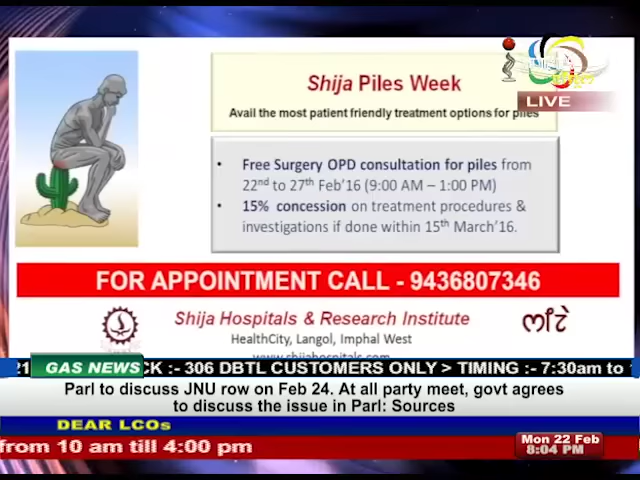 Shija Piles Week
Avail the most patient friendly treatment options for piles
LIVE
• Free Surgery OPD consultation for piles from
22nd to 27th Feb'16 (9:00 AM – 1:00 PM)
• 15% concession on treatment procedures &
investigations if done within 15th March'16.
FOR APPOINTMENT CALL - 9436807346
Shija Hospitals & Research Institute
HealthCity, Langol, Imphal West
www.shijahospitals.com
GAS NEWS
CK :- 306 DBTL CUSTOMERS ONLY > TIMING :- 7:30am to
Parl to discuss JNU row on Feb 24. At all party meet, govt agrees
to discuss the issue in Parl: Sources
DEAR LCOs
from 10 am till 4:00 pm
Mon 22 Feb
8:04 PM